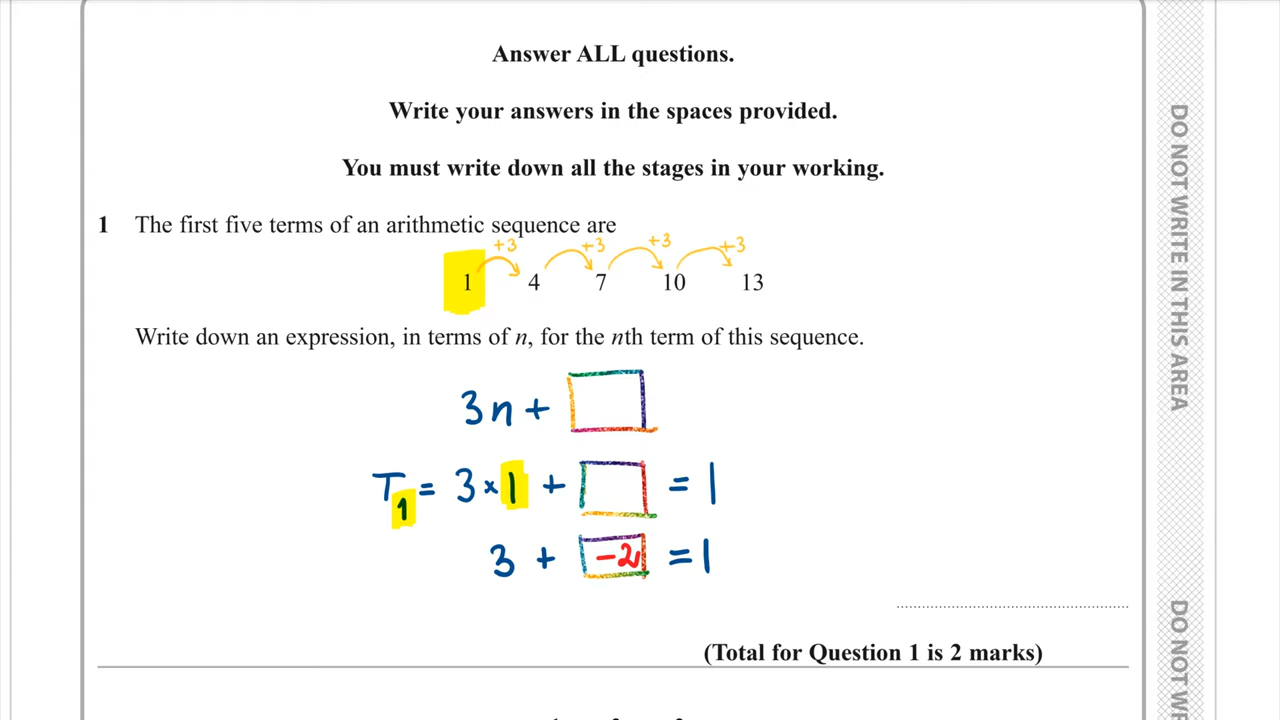 Answer ALL questions.
Write your answers in the spaces provided.
You must write down all the stages in your working.
1 The first five terms of an arithmetic sequence are
+3 +3 +3 +3
1 4 7 10 13
Write down an expression, in terms of n, for the nth term of this sequence.
3n +
T1 = 3 × 1 + = 1
3 + -2 = 1
(Total for Question 1 is 2 marks)
DO NOT WRITE IN THIS AREA
DO NOT WR